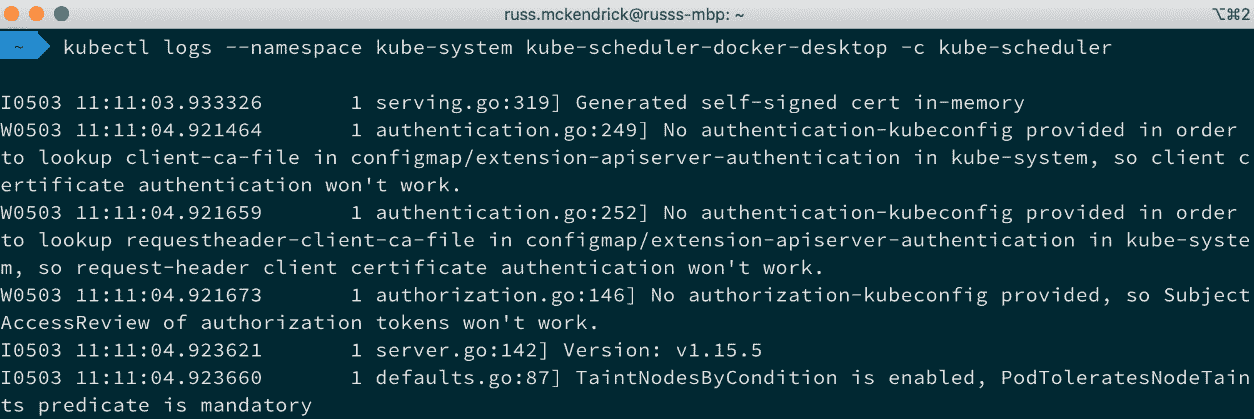 russ.mckendrick@russs-mbp: ~
⌥⌘2
~ kubectl logs --namespace kube-system kube-scheduler-docker-desktop -c kube-scheduler
I0503 11:11:03.933326       1 serving.go:319] Generated self-signed cert in-memory
W0503 11:11:04.921464       1 authentication.go:249] No authentication-kubeconfig provided in order
to lookup client-ca-file in configmap/extension-apiserver-authentication in kube-system, so client c
ertificate authentication won't work.
W0503 11:11:04.921659       1 authentication.go:252] No authentication-kubeconfig provided in order
to lookup requestheader-client-ca-file in configmap/extension-apiserver-authentication in kube-syste
m, so request-header client certificate authentication won't work.
W0503 11:11:04.921673       1 authorization.go:146] No authorization-kubeconfig provided, so Subject
AccessReview of authorization tokens won't work.
I0503 11:11:04.923621       1 server.go:142] Version: v1.15.5
I0503 11:11:04.923660       1 defaults.go:87] TaintNodesByCondition is enabled, PodToleratesNodeTain
ts predicate is mandatory